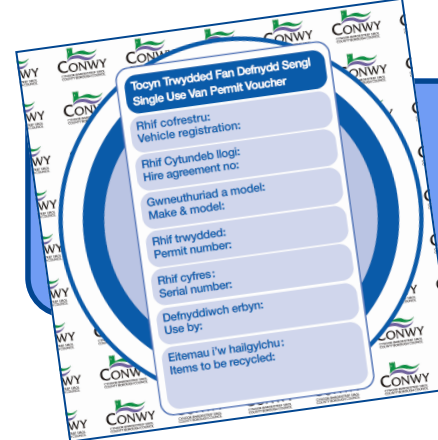 Tocyn Trwydded Fan Defnydd Sengl
Single Use Van Permit Voucher
Rhif cofrestru:
Vehicle registration:
Rhif Cytundeb llogi:
Hire agreement no:
Gwneuthuriad a model:
Make & model:
Rhif trwydded:
Permit number:
Rhif cyfres:
Serial number:
Defnyddiwch erbyn:
Use by:
Eitemau i'w hailgylchu:
Items to be recycled:
CONWY